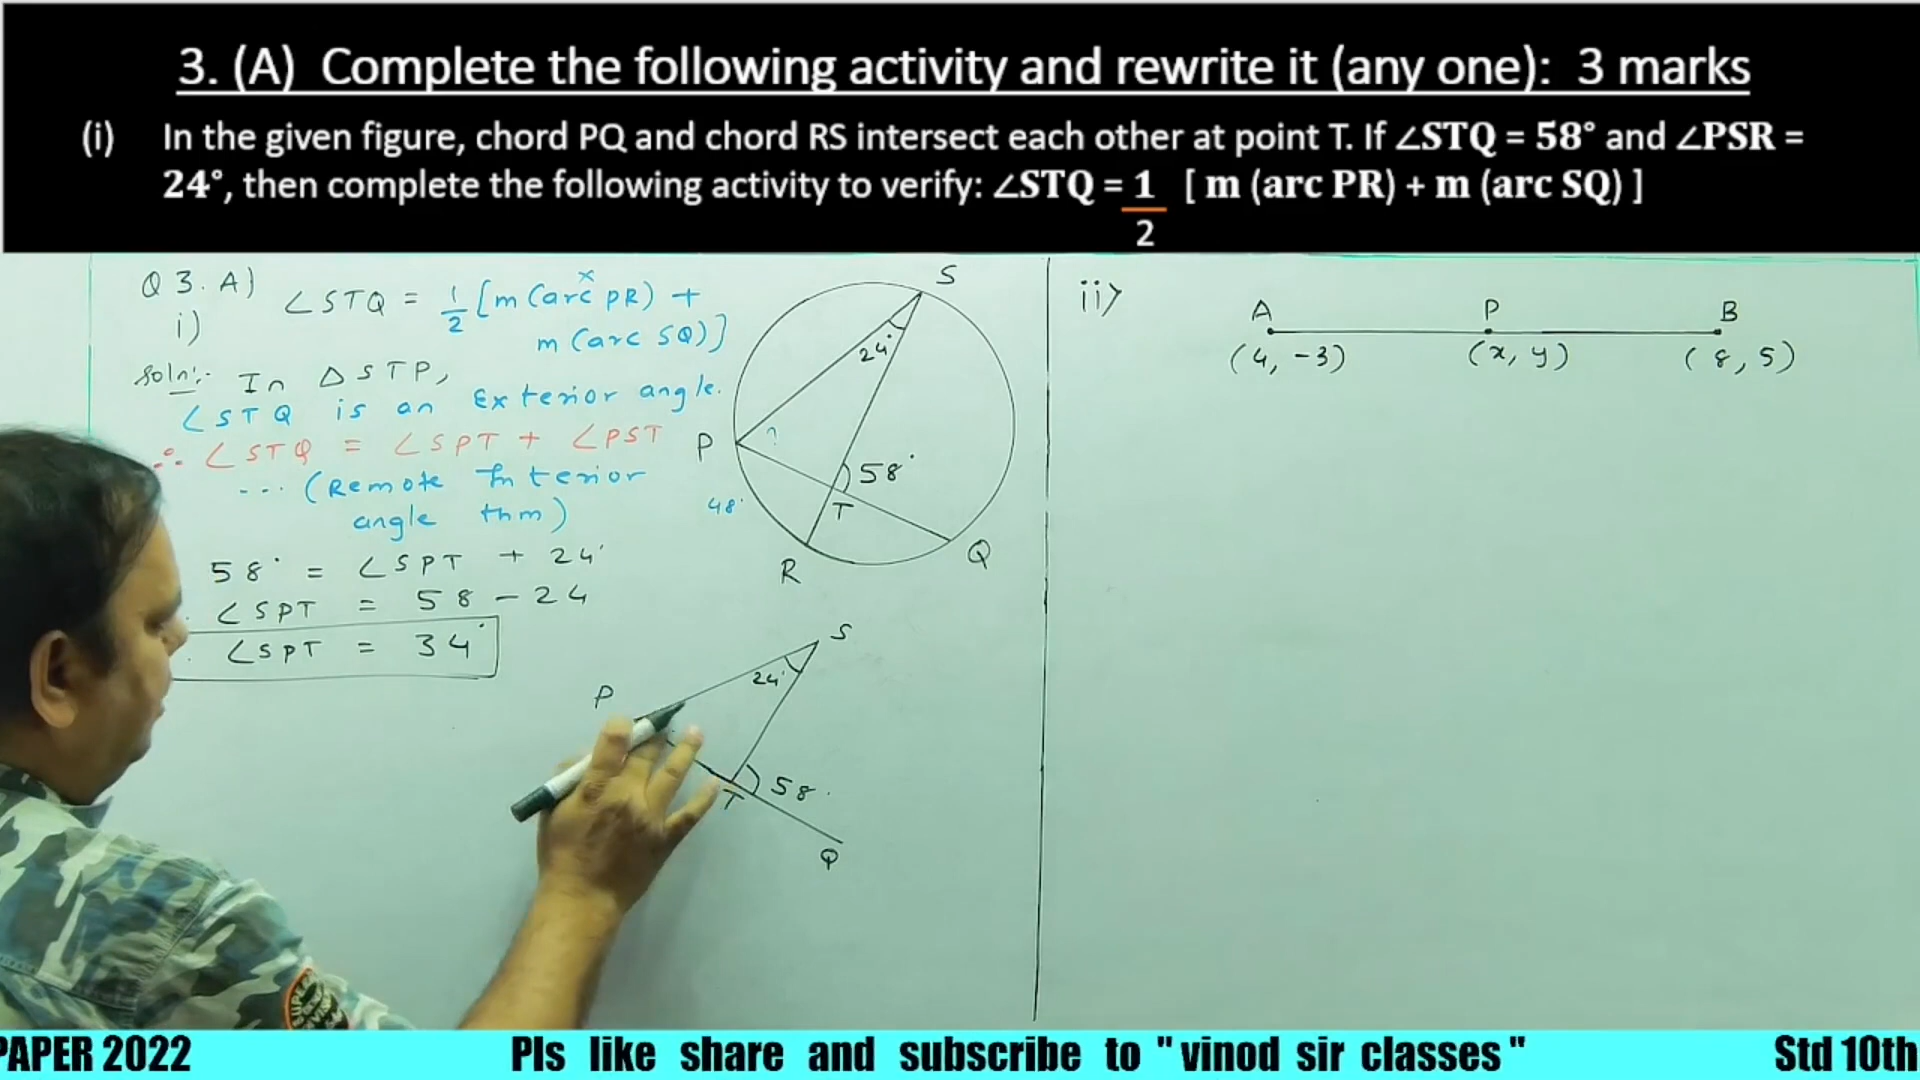 3. (A) Complete the following activity and rewrite it (any one): 3 marks
(i) In the given figure, chord PQ and chord RS intersect each other at point T. If ∠STQ = 58° and ∠PSR =
24°, then complete the following activity to verify: ∠STQ = 1/2 [ m (arc PR) + m (arc SQ) ]
Q 3. A)
i)
∠STQ = 1/2 [m (arc PR) +
x
m (arc SQ)]
Soln:- In △STP,
∠STQ is an Exterior angle.
∴ ∠STQ = ∠SPT + ∠PST
... (Remote Interior
angle thm)
58° = ∠SPT + 24°
∠SPT = 58 - 24
∠SPT = 34°
S
24°
P
?
58°
48°
T
R
Q
S
24°
P
T
58°
Q
ii)
A P B
(4, -3) (x, y) (8, 5)
PAPER 2022 Pls like share and subscribe to "vinod sir classes" Std 10th